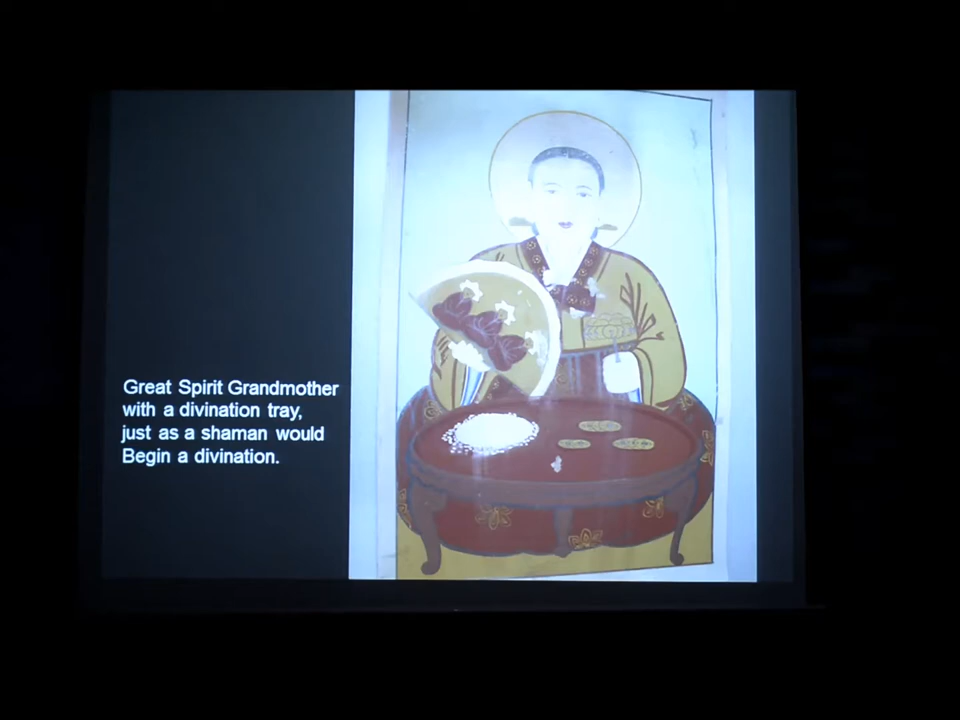 Great Spirit Grandmother
with a divination tray,
just as a shaman would
Begin a divination.